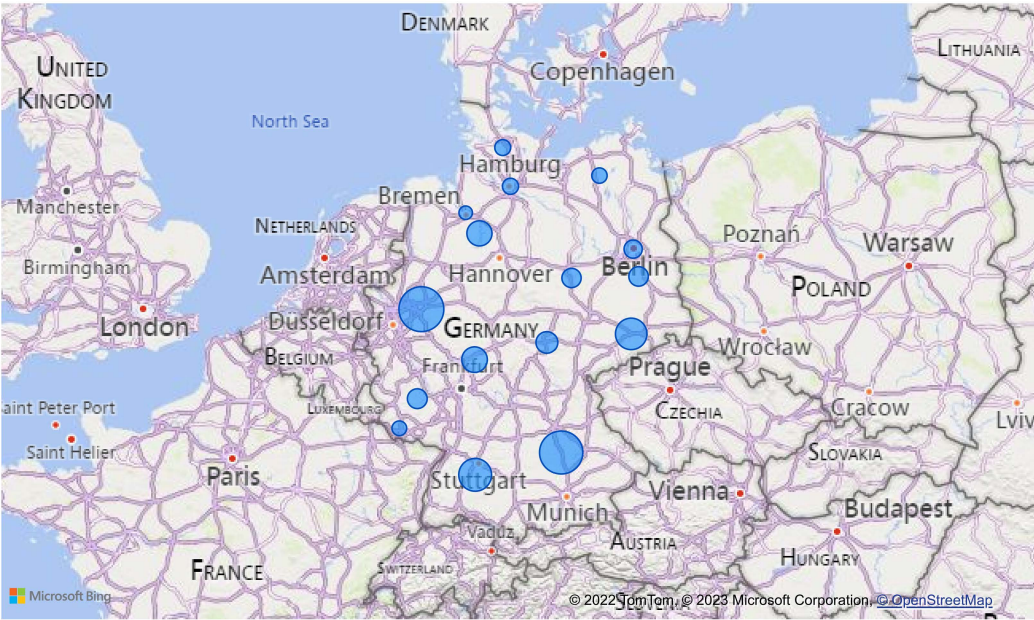 DENMARK
LITHUANIA
UNITED
KINGDOM
Copenhagen
North Sea
Hamburg
Manchester
Bremen
NETHERLANDS
Poznań
Warsaw
Birmingham
Amsterdam
Hannover
Berlin
POLAND
London
Düsseldorf
GERMANY
Wrocław
BELGIUM
Frankfurt
Prague
LUXEMBOURG
CZECHIA
Cracow
aint Peter Port
Lviv
Saint Helier
SLOVAKIA
Paris
Stuttgart
Vienna
Munich
Budapest
Vaduz
AUSTRIA
HUNGARY
FRANCE
SWITZERLAND
Microsoft Bing
© 2022 TomTom, © 2023 Microsoft Corporation, © OpenStreetMap